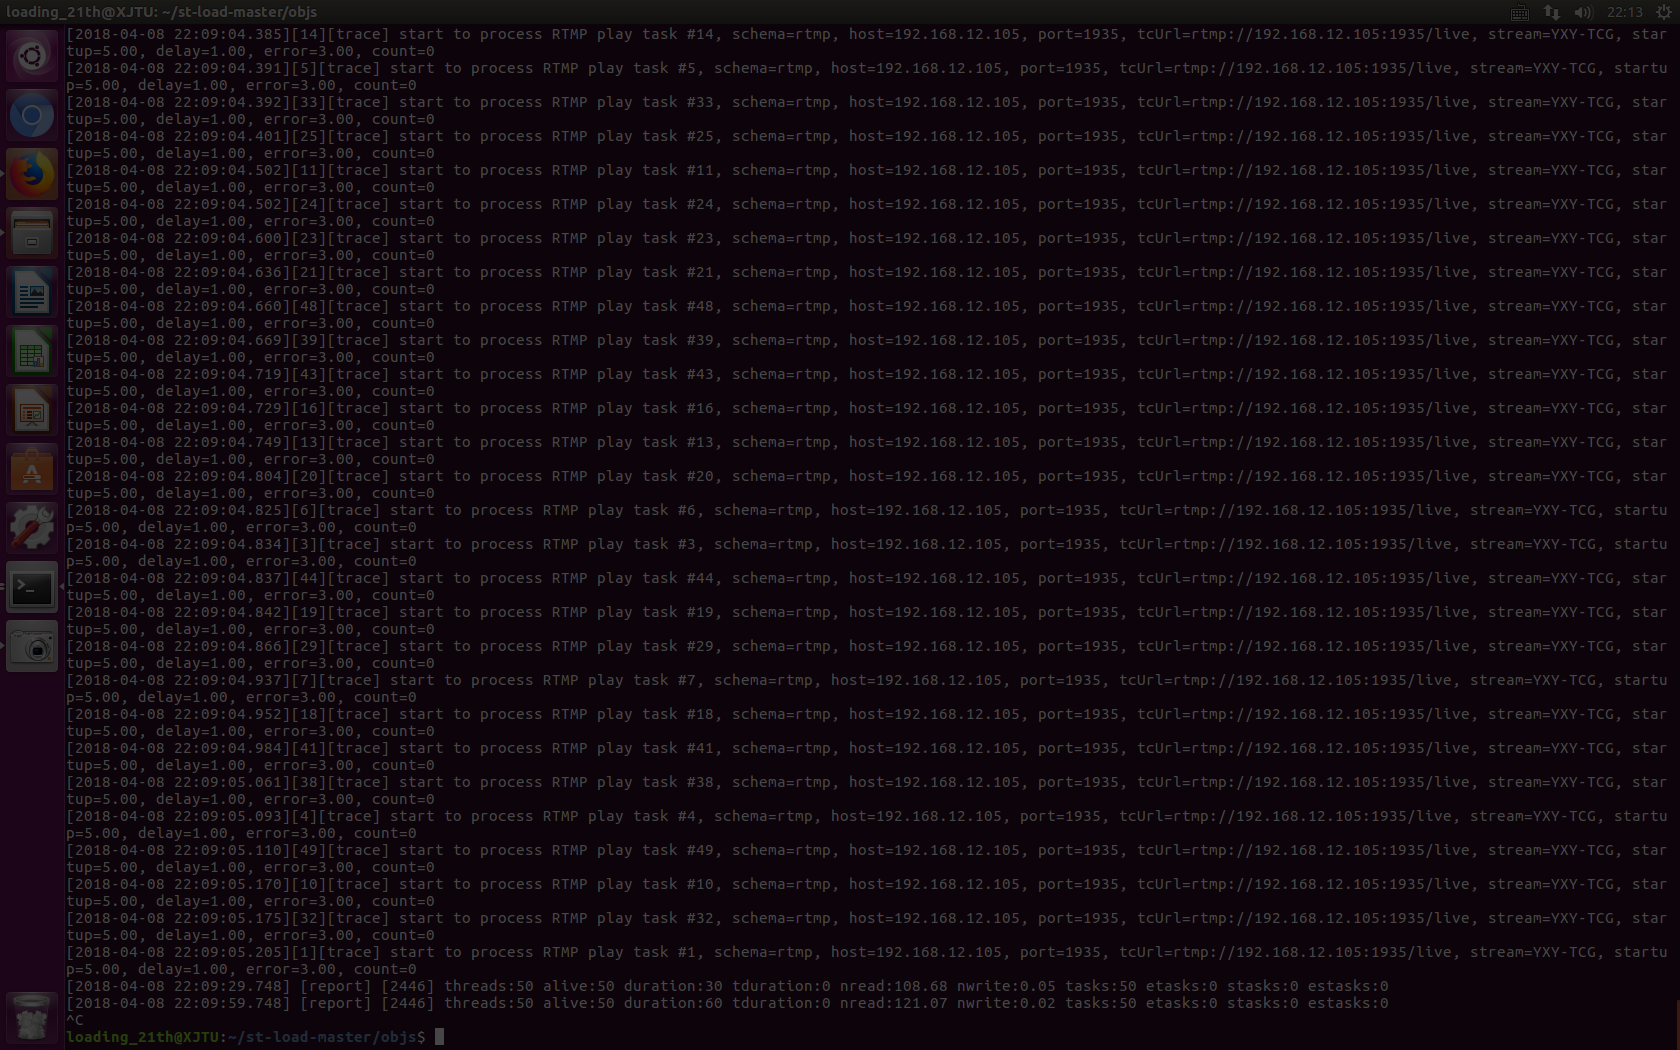 loading_21th@XJTU: ~/st-load-master/objs
22:13
[2018-04-08 22:09:04.385][14][trace] start to process RTMP play task #14, schema=rtmp, host=192.168.12.105, port=1935, tcUrl=rtmp://192.168.12.105:1935/live, stream=YXY-TCG, star
tup=5.00, delay=1.00, error=3.00, count=0
[2018-04-08 22:09:04.391][5][trace] start to process RTMP play task #5, schema=rtmp, host=192.168.12.105, port=1935, tcUrl=rtmp://192.168.12.105:1935/live, stream=YXY-TCG, startu
p=5.00, delay=1.00, error=3.00, count=0
[2018-04-08 22:09:04.392][33][trace] start to process RTMP play task #33, schema=rtmp, host=192.168.12.105, port=1935, tcUrl=rtmp://192.168.12.105:1935/live, stream=YXY-TCG, star
tup=5.00, delay=1.00, error=3.00, count=0
[2018-04-08 22:09:04.401][25][trace] start to process RTMP play task #25, schema=rtmp, host=192.168.12.105, port=1935, tcUrl=rtmp://192.168.12.105:1935/live, stream=YXY-TCG, star
tup=5.00, delay=1.00, error=3.00, count=0
[2018-04-08 22:09:04.502][11][trace] start to process RTMP play task #11, schema=rtmp, host=192.168.12.105, port=1935, tcUrl=rtmp://192.168.12.105:1935/live, stream=YXY-TCG, star
tup=5.00, delay=1.00, error=3.00, count=0
[2018-04-08 22:09:04.502][24][trace] start to process RTMP play task #24, schema=rtmp, host=192.168.12.105, port=1935, tcUrl=rtmp://192.168.12.105:1935/live, stream=YXY-TCG, star
tup=5.00, delay=1.00, error=3.00, count=0
[2018-04-08 22:09:04.600][23][trace] start to process RTMP play task #23, schema=rtmp, host=192.168.12.105, port=1935, tcUrl=rtmp://192.168.12.105:1935/live, stream=YXY-TCG, star
tup=5.00, delay=1.00, error=3.00, count=0
[2018-04-08 22:09:04.636][21][trace] start to process RTMP play task #21, schema=rtmp, host=192.168.12.105, port=1935, tcUrl=rtmp://192.168.12.105:1935/live, stream=YXY-TCG, star
tup=5.00, delay=1.00, error=3.00, count=0
[2018-04-08 22:09:04.660][48][trace] start to process RTMP play task #48, schema=rtmp, host=192.168.12.105, port=1935, tcUrl=rtmp://192.168.12.105:1935/live, stream=YXY-TCG, star
tup=5.00, delay=1.00, error=3.00, count=0
[2018-04-08 22:09:04.669][39][trace] start to process RTMP play task #39, schema=rtmp, host=192.168.12.105, port=1935, tcUrl=rtmp://192.168.12.105:1935/live, stream=YXY-TCG, star
tup=5.00, delay=1.00, error=3.00, count=0
[2018-04-08 22:09:04.719][43][trace] start to process RTMP play task #43, schema=rtmp, host=192.168.12.105, port=1935, tcUrl=rtmp://192.168.12.105:1935/live, stream=YXY-TCG, star
tup=5.00, delay=1.00, error=3.00, count=0
[2018-04-08 22:09:04.729][16][trace] start to process RTMP play task #16, schema=rtmp, host=192.168.12.105, port=1935, tcUrl=rtmp://192.168.12.105:1935/live, stream=YXY-TCG, star
tup=5.00, delay=1.00, error=3.00, count=0
[2018-04-08 22:09:04.749][13][trace] start to process RTMP play task #13, schema=rtmp, host=192.168.12.105, port=1935, tcUrl=rtmp://192.168.12.105:1935/live, stream=YXY-TCG, star
tup=5.00, delay=1.00, error=3.00, count=0
[2018-04-08 22:09:04.804][20][trace] start to process RTMP play task #20, schema=rtmp, host=192.168.12.105, port=1935, tcUrl=rtmp://192.168.12.105:1935/live, stream=YXY-TCG, star
tup=5.00, delay=1.00, error=3.00, count=0
[2018-04-08 22:09:04.825][6][trace] start to process RTMP play task #6, schema=rtmp, host=192.168.12.105, port=1935, tcUrl=rtmp://192.168.12.105:1935/live, stream=YXY-TCG, startu
p=5.00, delay=1.00, error=3.00, count=0
[2018-04-08 22:09:04.834][3][trace] start to process RTMP play task #3, schema=rtmp, host=192.168.12.105, port=1935, tcUrl=rtmp://192.168.12.105:1935/live, stream=YXY-TCG, startu
p=5.00, delay=1.00, error=3.00, count=0
[2018-04-08 22:09:04.837][44][trace] start to process RTMP play task #44, schema=rtmp, host=192.168.12.105, port=1935, tcUrl=rtmp://192.168.12.105:1935/live, stream=YXY-TCG, star
tup=5.00, delay=1.00, error=3.00, count=0
[2018-04-08 22:09:04.842][19][trace] start to process RTMP play task #19, schema=rtmp, host=192.168.12.105, port=1935, tcUrl=rtmp://192.168.12.105:1935/live, stream=YXY-TCG, star
tup=5.00, delay=1.00, error=3.00, count=0
[2018-04-08 22:09:04.866][29][trace] start to process RTMP play task #29, schema=rtmp, host=192.168.12.105, port=1935, tcUrl=rtmp://192.168.12.105:1935/live, stream=YXY-TCG, star
tup=5.00, delay=1.00, error=3.00, count=0
[2018-04-08 22:09:04.937][7][trace] start to process RTMP play task #7, schema=rtmp, host=192.168.12.105, port=1935, tcUrl=rtmp://192.168.12.105:1935/live, stream=YXY-TCG, startu
p=5.00, delay=1.00, error=3.00, count=0
[2018-04-08 22:09:04.952][18][trace] start to process RTMP play task #18, schema=rtmp, host=192.168.12.105, port=1935, tcUrl=rtmp://192.168.12.105:1935/live, stream=YXY-TCG, star
tup=5.00, delay=1.00, error=3.00, count=0
[2018-04-08 22:09:04.984][41][trace] start to process RTMP play task #41, schema=rtmp, host=192.168.12.105, port=1935, tcUrl=rtmp://192.168.12.105:1935/live, stream=YXY-TCG, star
tup=5.00, delay=1.00, error=3.00, count=0
[2018-04-08 22:09:05.061][38][trace] start to process RTMP play task #38, schema=rtmp, host=192.168.12.105, port=1935, tcUrl=rtmp://192.168.12.105:1935/live, stream=YXY-TCG, star
tup=5.00, delay=1.00, error=3.00, count=0
[2018-04-08 22:09:05.093][4][trace] start to process RTMP play task #4, schema=rtmp, host=192.168.12.105, port=1935, tcUrl=rtmp://192.168.12.105:1935/live, stream=YXY-TCG, startu
p=5.00, delay=1.00, error=3.00, count=0
[2018-04-08 22:09:05.110][49][trace] start to process RTMP play task #49, schema=rtmp, host=192.168.12.105, port=1935, tcUrl=rtmp://192.168.12.105:1935/live, stream=YXY-TCG, star
tup=5.00, delay=1.00, error=3.00, count=0
[2018-04-08 22:09:05.170][10][trace] start to process RTMP play task #10, schema=rtmp, host=192.168.12.105, port=1935, tcUrl=rtmp://192.168.12.105:1935/live, stream=YXY-TCG, star
tup=5.00, delay=1.00, error=3.00, count=0
[2018-04-08 22:09:05.175][32][trace] start to process RTMP play task #32, schema=rtmp, host=192.168.12.105, port=1935, tcUrl=rtmp://192.168.12.105:1935/live, stream=YXY-TCG, star
tup=5.00, delay=1.00, error=3.00, count=0
[2018-04-08 22:09:05.205][1][trace] start to process RTMP play task #1, schema=rtmp, host=192.168.12.105, port=1935, tcUrl=rtmp://192.168.12.105:1935/live, stream=YXY-TCG, startu
p=5.00, delay=1.00, error=3.00, count=0
[2018-04-08 22:09:29.748] [report] [2446] threads:50 alive:50 duration:30 tduration:0 nread:108.68 nwrite:0.05 tasks:50 etasks:0 stasks:0 estasks:0
[2018-04-08 22:09:59.748] [report] [2446] threads:50 alive:50 duration:60 tduration:0 nread:121.07 nwrite:0.02 tasks:50 etasks:0 stasks:0 estasks:0
^C
loading_21th@XJTU:~/st-load-master/objs$